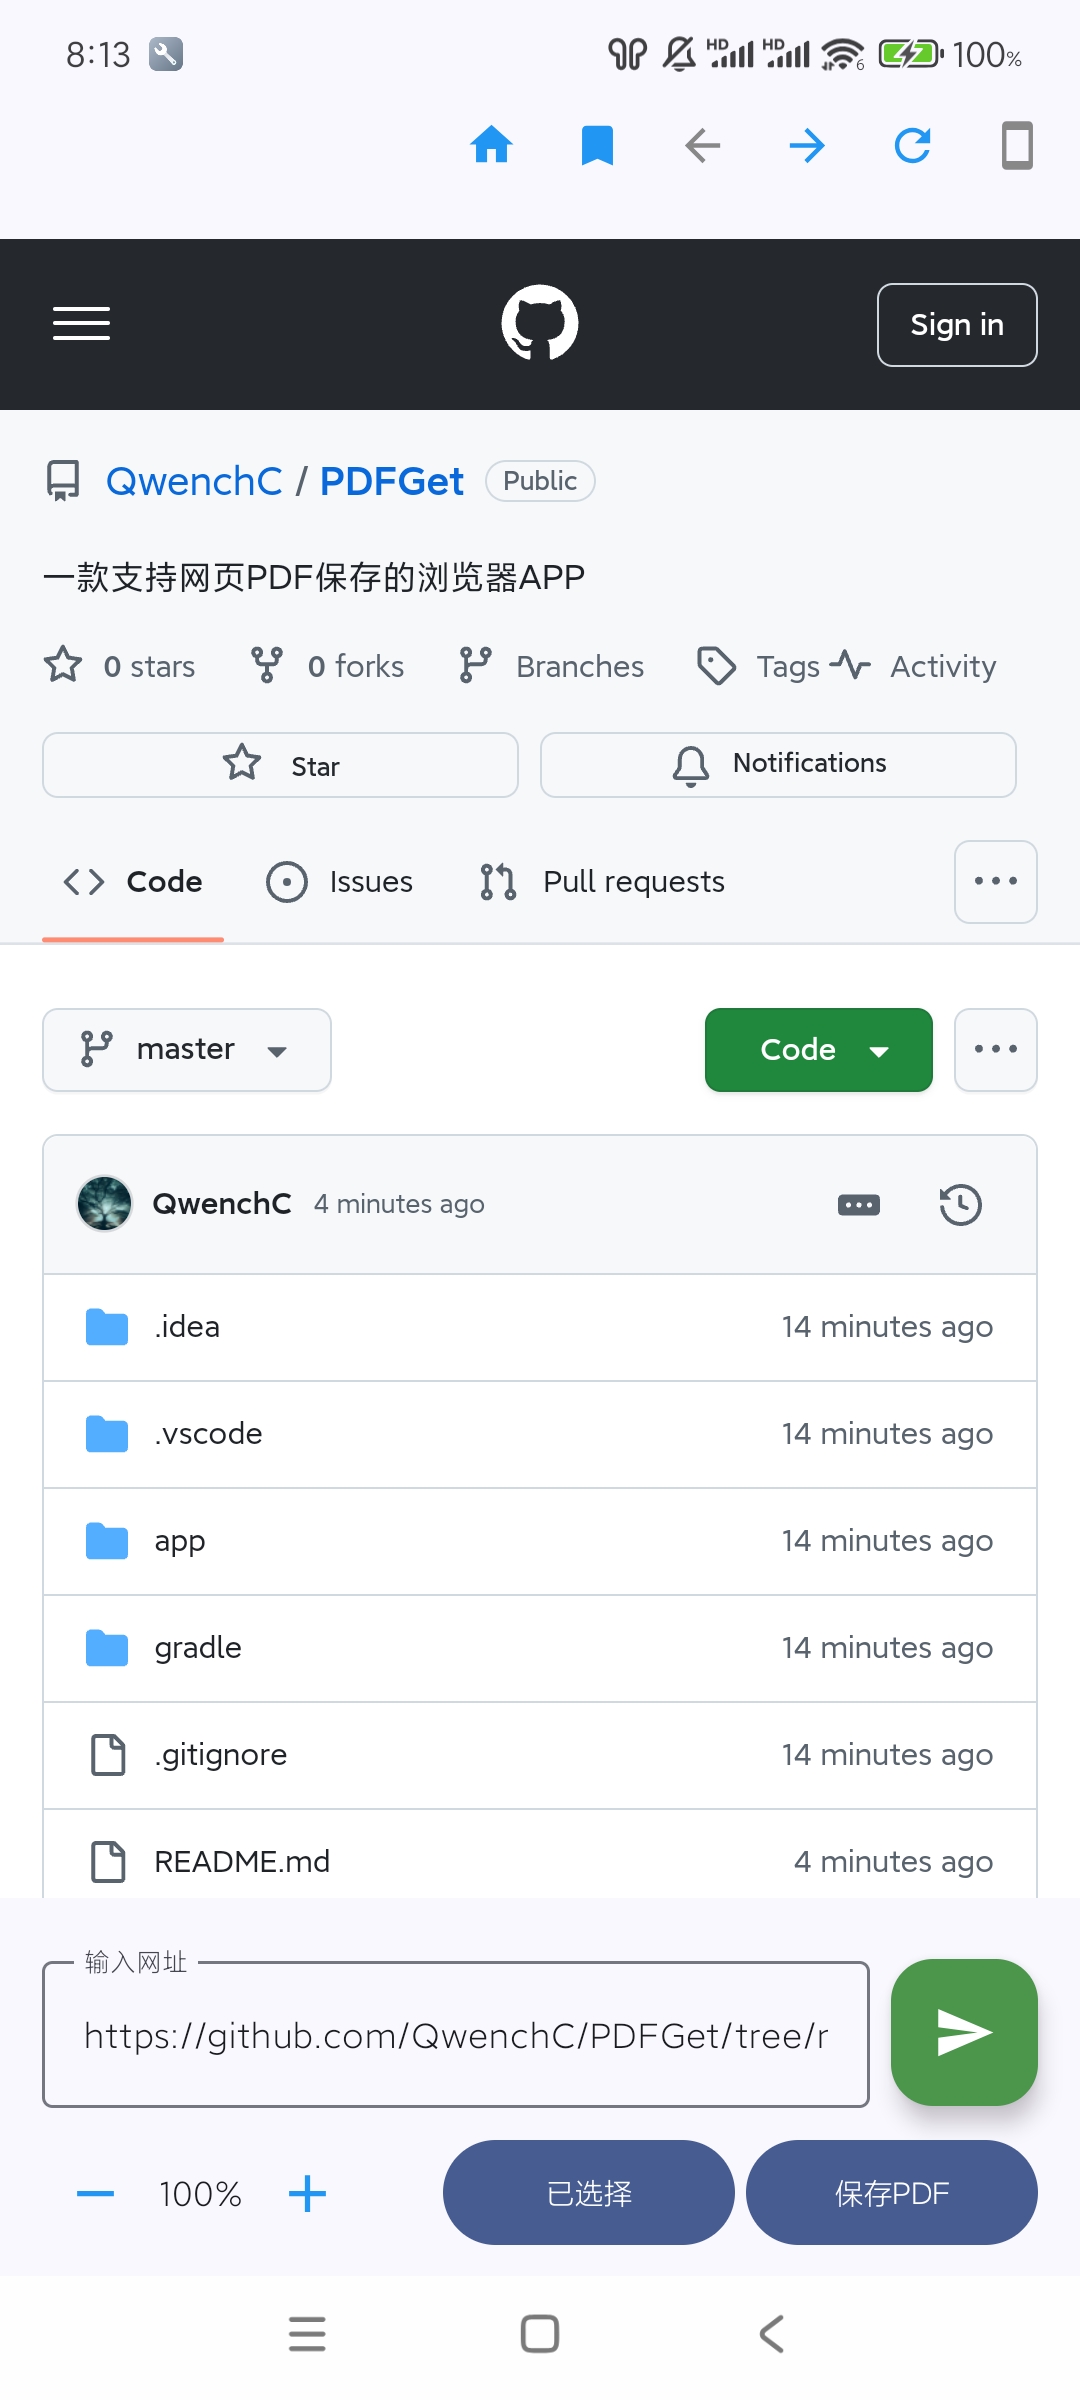 8:13
HD HD 6 100%
Sign in
QwenchC / PDFGet Public
一款支持网页PDF保存的浏览器APP
0 stars 0 forks Branches Tags Activity
Star Notifications
Code Issues Pull requests
master Code
QwenchC 4 minutes ago
.idea 14 minutes ago
.vscode 14 minutes ago
app 14 minutes ago
gradle 14 minutes ago
.gitignore 14 minutes ago
README.md 4 minutes ago
输入网址
https://github.com/QwenchC/PDFGet/tree/r
100% 已选择 保存PDF